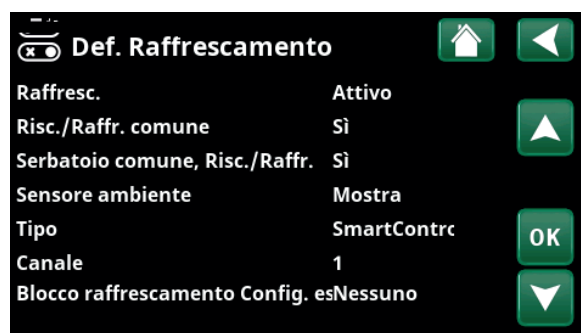 Def. Raffrescamento
Raffresc. Attivo
Risc./Raffr. comune Sì
Serbatoio comune, Risc./Raffr. Sì
Sensore ambiente Mostra
Tipo SmartContro
OK
Canale 1
Blocco raffrescamento Config. esNessuno